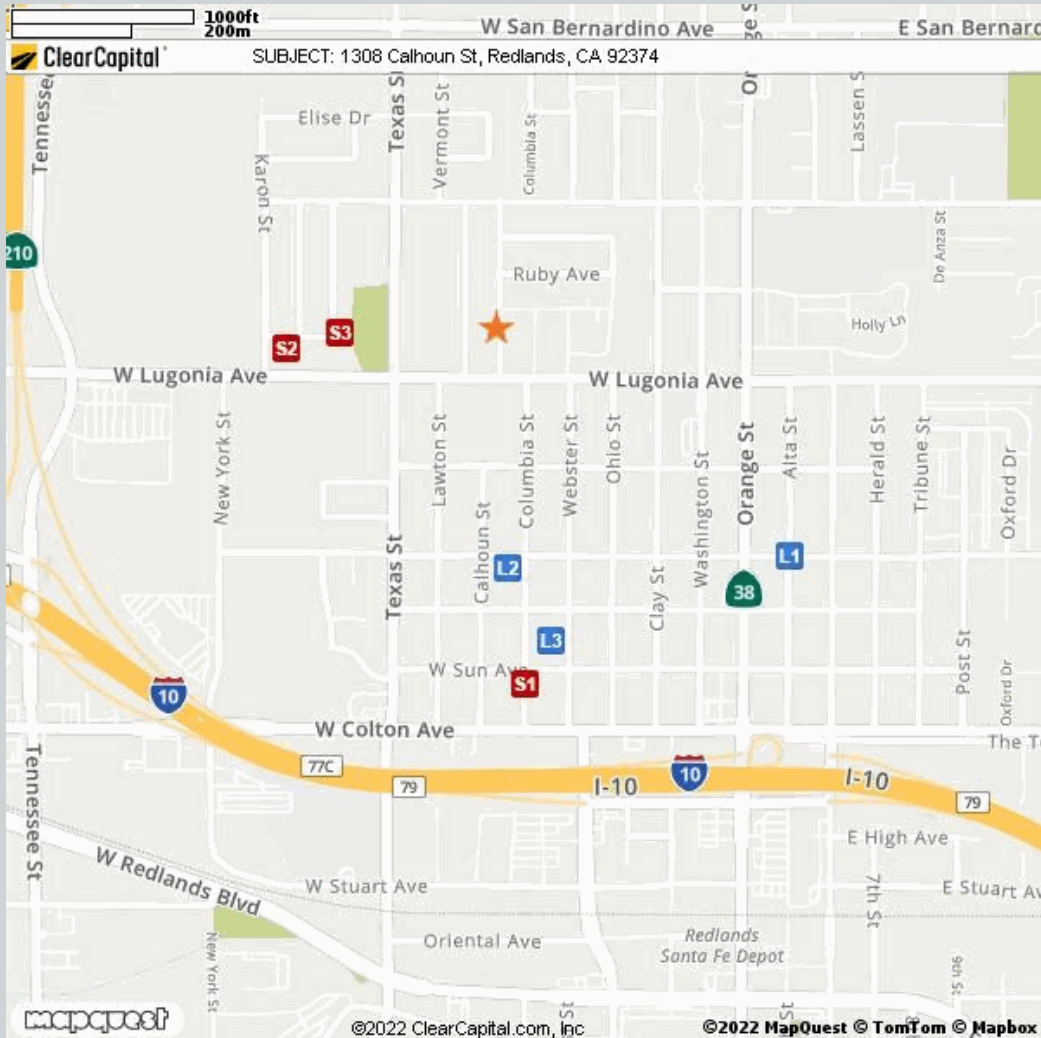 1000ft
200m
W San Bernardino Ave
E San Bernard
ClearCapital
SUBJECT: 1308 Calhoun St, Redlands, CA 92374
Tennessee
Texas St
Vermont St
Columbia St
Lassen S
Elise Dr
Karon St
De Anza St
210
Ruby Ave
Holly Ln
S2
S3
W Lugonia Ave
W Lugonia Ave
New York St
Lawton St
Calhoun St
Columbia St
Webster St
Ohio St
Washington St
Orange St
Alta St
Herald St
Tribune St
Oxford Dr
Texas St
L2
L1
38
Clay St
L3
W Sun Ave
S1
Post St
Oxford Dr
10
W Colton Ave
77C
79
I-10
10
I-10
79
Tennessee St
E High Ave
W Redlands Blvd
W Stuart Ave
7th St
E Stuart Av
Oriental Ave
Redlands
Santa Fe Depot
New York St
9th St
mapquest
©2022 ClearCapital.com, Inc
©2022 MapQuest © TomTom © Mapbox